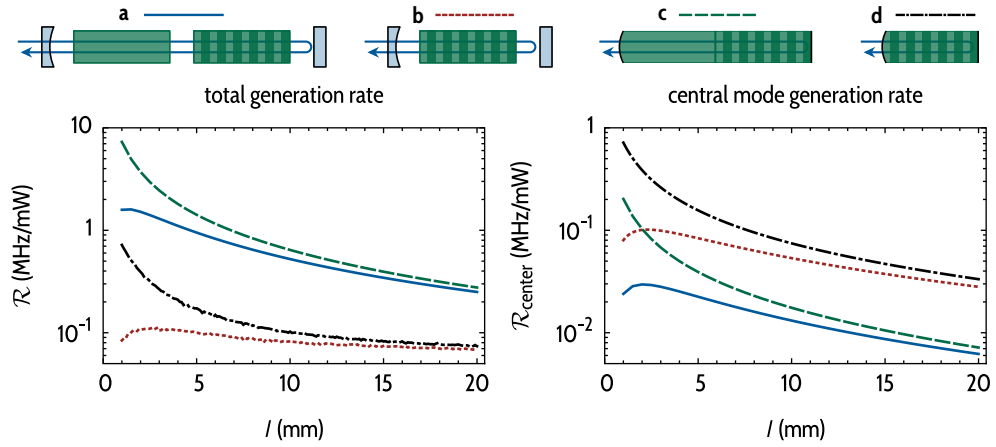 a b c d
total generation rate
central mode generation rate
10
1
10⁻¹
ℛ (MHz/mW)
0 5 10 15 20
l (mm)
1
10⁻¹
10⁻²
ℛcenter (MHz/mW)
0 5 10 15 20
l (mm)